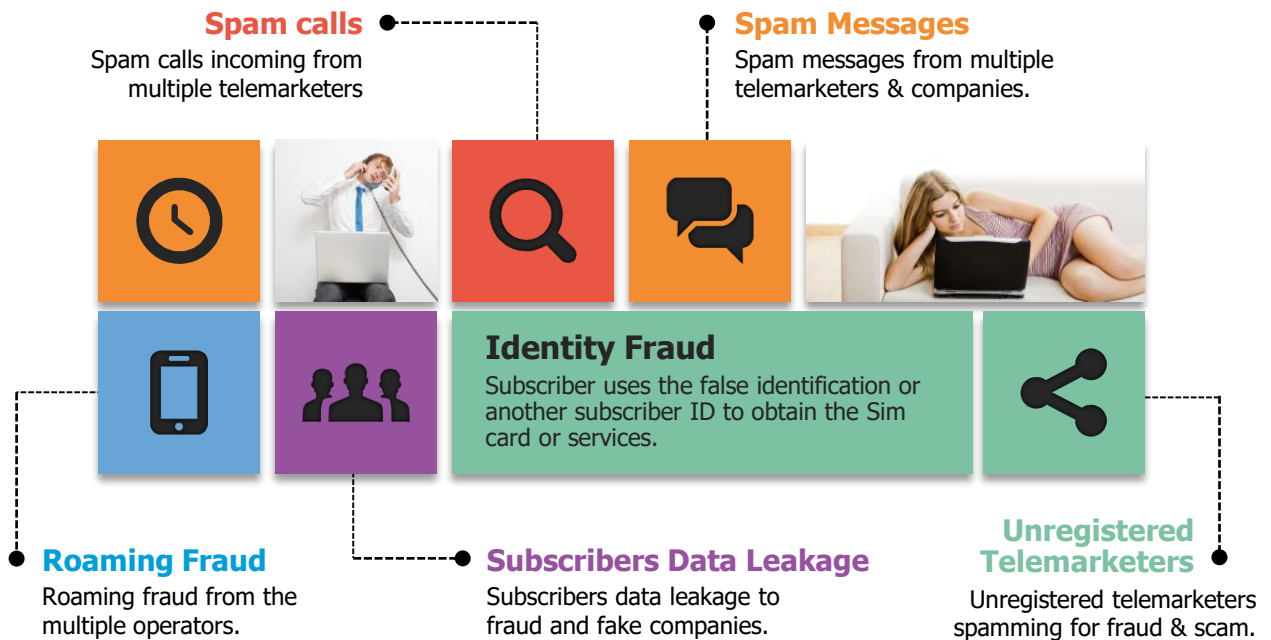 Spam calls
Spam calls incoming from
multiple telemarketers
Spam Messages
Spam messages from multiple
telemarketers & companies.
Identity Fraud
Subscriber uses the false identification or
another subscriber ID to obtain the Sim
card or services.
Roaming Fraud
Roaming fraud from the
multiple operators.
Subscribers Data Leakage
Subscribers data leakage to
fraud and fake companies.
Unregistered
Telemarketers
Unregistered telemarketers
spamming for fraud & scam.